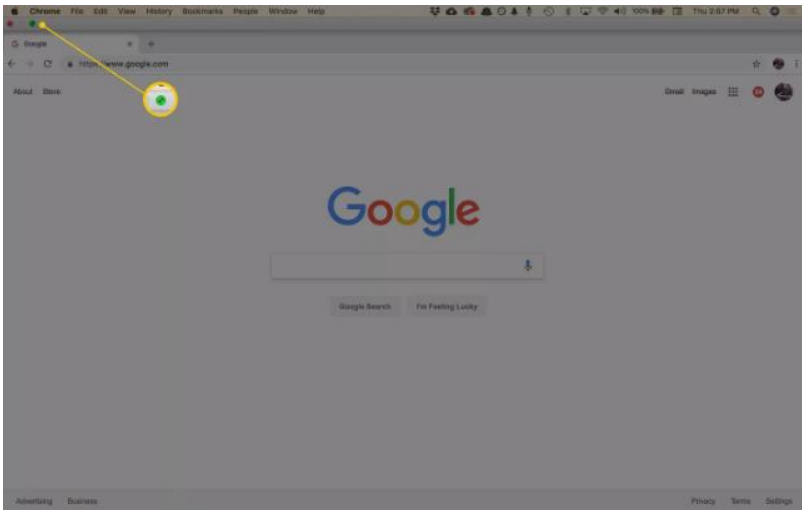 Chrome File Edit View History Bookmarks People Window Help 100% Thu 2:07 PM
Google
https://www.google.com
About Store Gmail Images
Google
Google Search I'm Feeling Lucky
Advertising Business Privacy Terms Settings